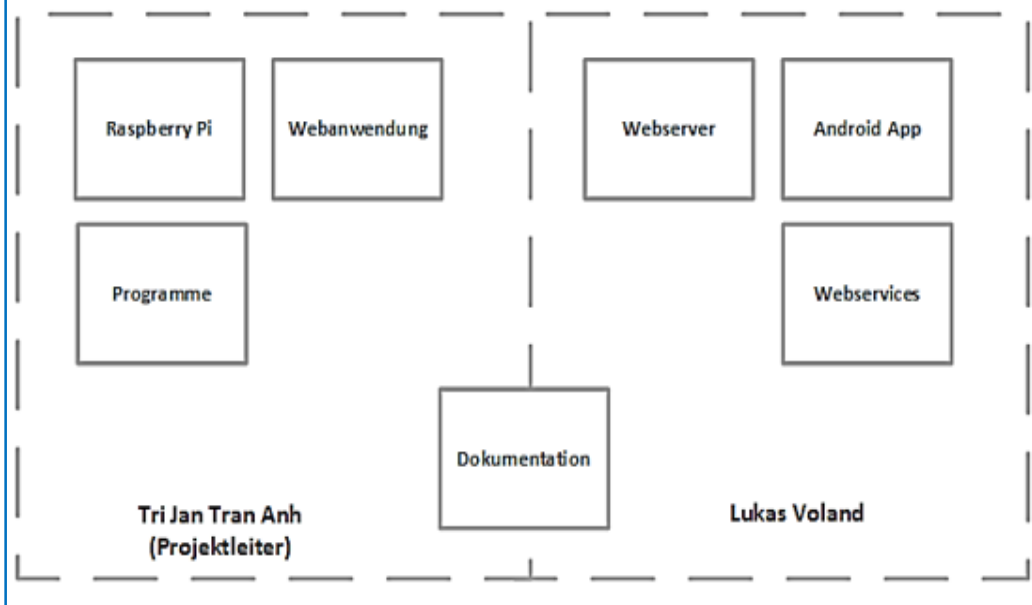 Raspberry Pi
Webanwendung
Webserver
Android App
Programme
Webservices
Dokumentation
Tri Jan Tran Anh
(Projektleiter)
Lukas Voland